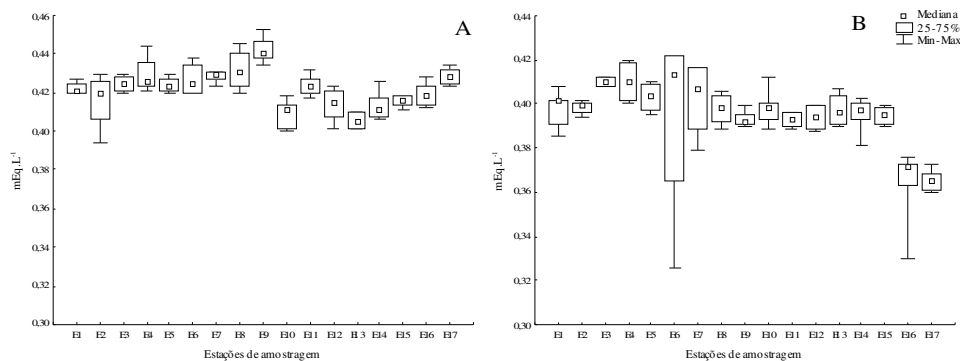 A
0,46
0,44
0,42
0,40
0,38
0,36
0,34
0,32
0,30
mEq.L-1
E1 E2 E3 E4 E5 E6 E7 E8 E9 E10 E11 E12 E13 E14 E15 E16 E17
Estações de amostragem
B
Mediana
25-75%
Min-Max
0,44
0,42
0,40
0,38
0,36
0,34
0,32
0,30
mEq.L-1
E1 E2 E3 E4 E5 E6 E7 E8 E9 E10 E11 E12 E13 E14 E15 E16 E17
Estações de amostragem